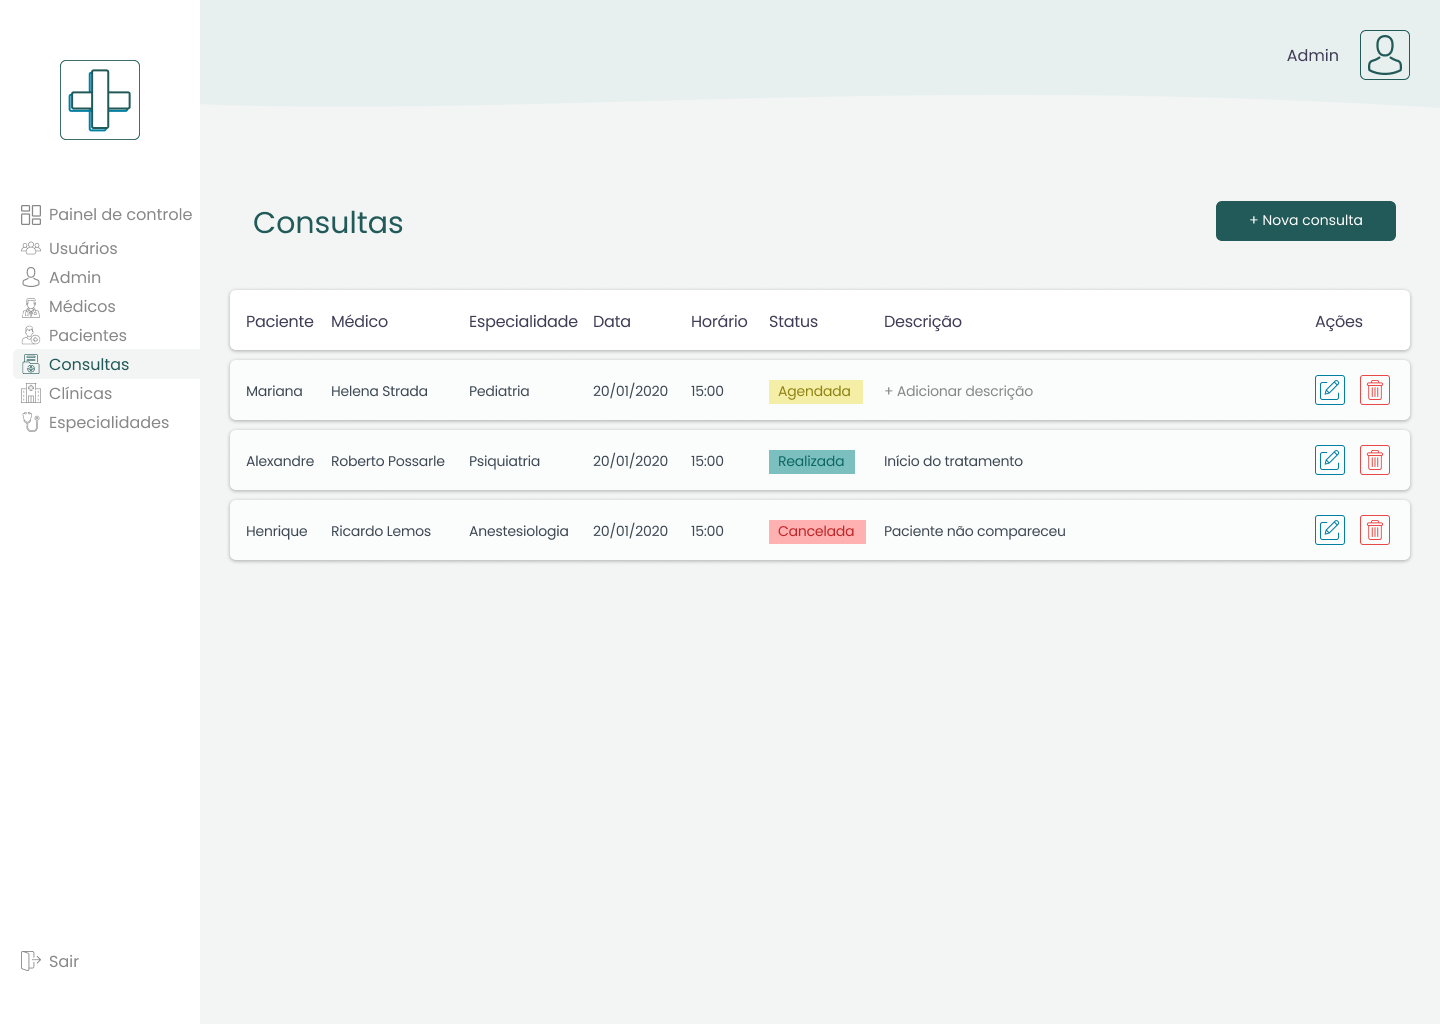 Admin
Painel de controle
Usuários
Admin
Médicos
Pacientes
Consultas
Clínicas
Especialidades
Sair
Consultas
+ Nova consulta
Paciente Médico Especialidade Data Horário Status Descrição Ações
Mariana Helena Strada Pediatria 20/01/2020 15:00 Agendada + Adicionar descrição
Alexandre Roberto Possarle Psiquiatria 20/01/2020 15:00 Realizada Início do tratamento
Henrique Ricardo Lemos Anestesiologia 20/01/2020 15:00 Cancelada Paciente não compareceu